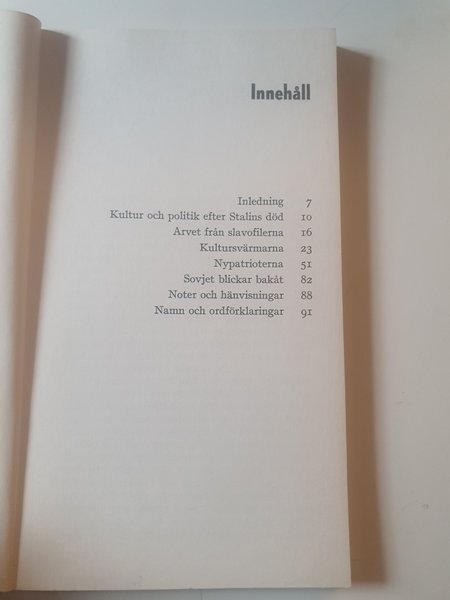 Innehåll
Inledning 7
Kultur och politik efter Stalins död 10
Arvet från slavofilerna 16
Kultursvärmarna 23
Nypatrioterna 51
Sovjet blickar bakåt 82
Noter och hänvisningar 88
Namn och ordförklaringar 91